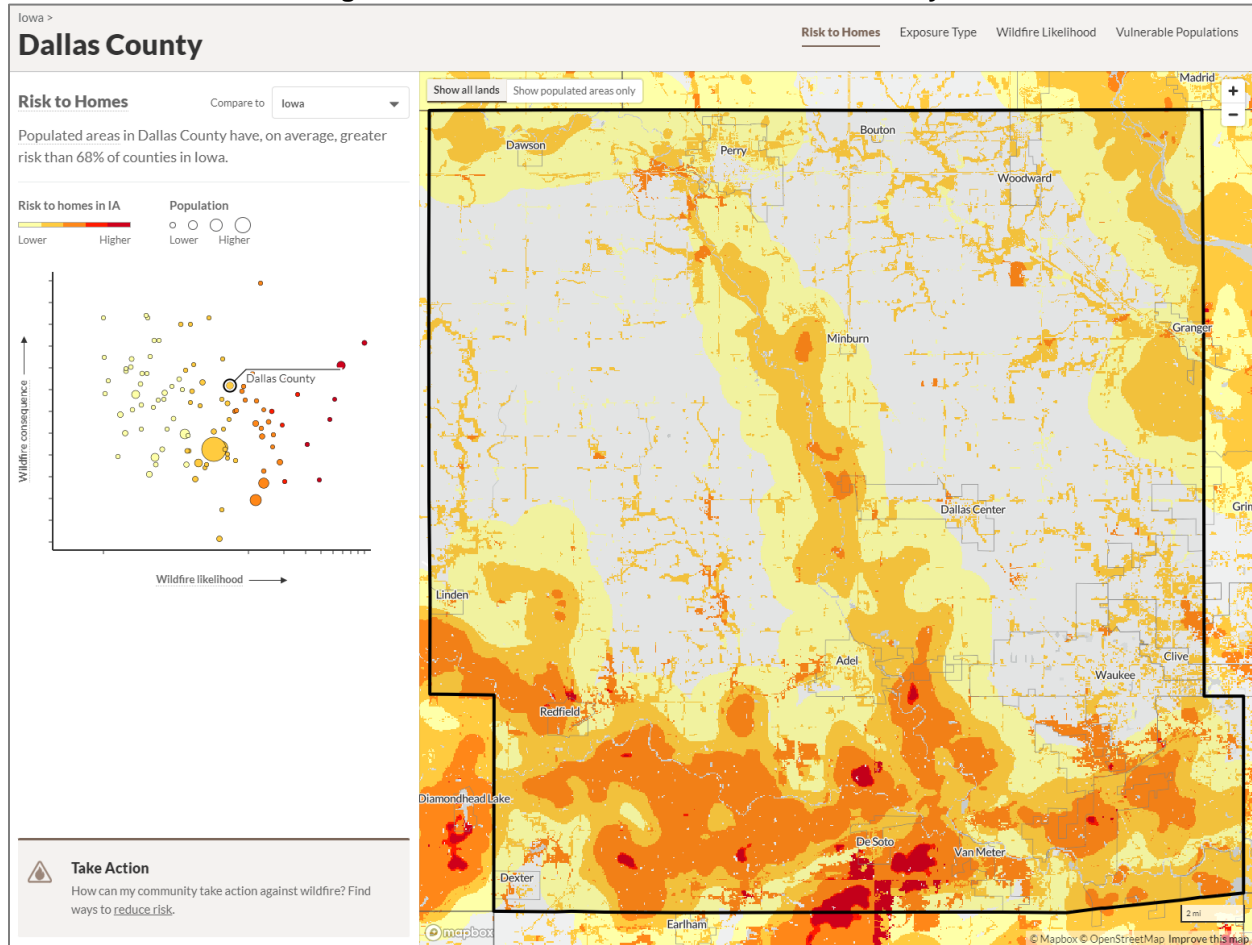 Iowa >
Dallas County
Risk to Homes
Exposure Type
Wildfire Likelihood
Vulnerable Populations
Risk to Homes
Compare to
Iowa
Populated areas in Dallas County have, on average, greater
risk than 68% of counties in Iowa.
Risk to homes in IA
Lower
Higher
Population
Lower
Higher
Wildfire consequence
Dallas County
Wildfire likelihood
Take Action
How can my community take action against wildfire? Find
ways to reduce risk.
Show all lands
Show populated areas only
+
−
Madrid
Dawson
Perry
Bouton
Woodward
Granger
Minburn
Dallas Center
Grim
Linden
Adel
Clive
Waukee
Redfield
Diamondhead Lake
De Soto
Van Meter
Dexter
Earlham
2 mi
mapbox
© Mapbox © OpenStreetMap Improve this map